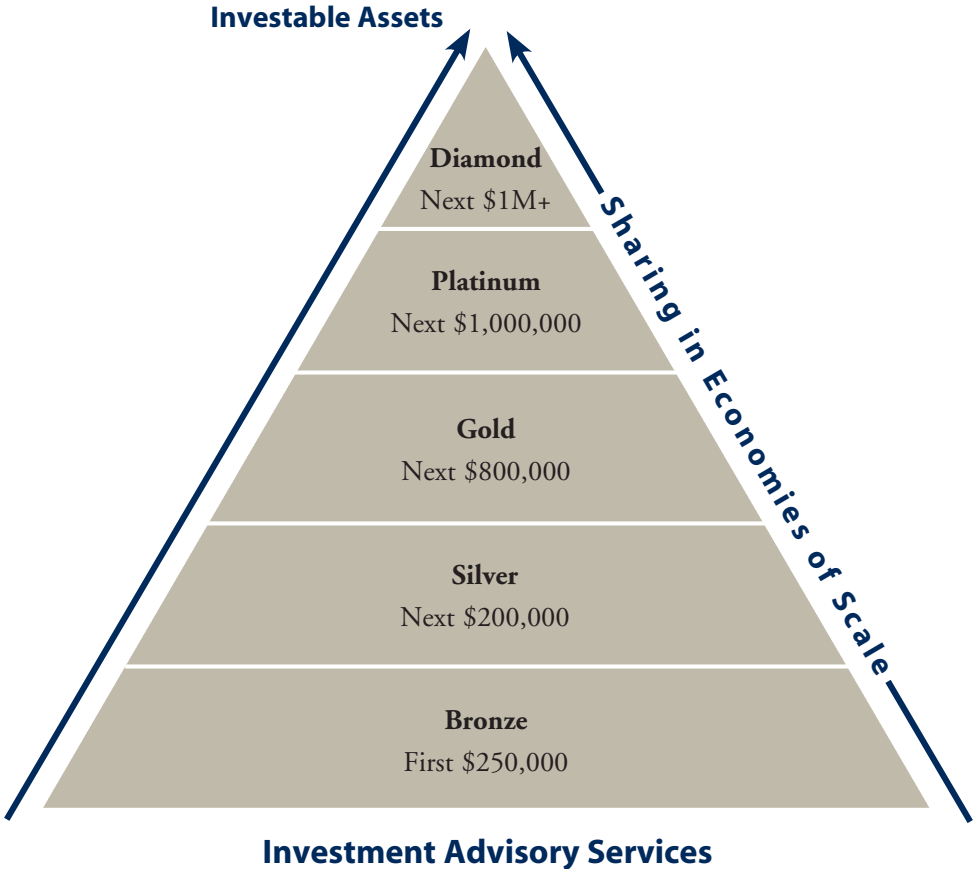 Investable Assets
Diamond
Next $1M+
Platinum
Next $1,000,000
Gold
Next $800,000
Silver
Next $200,000
Bronze
First $250,000
Sharing in Economies of Scale
Investment Advisory Services